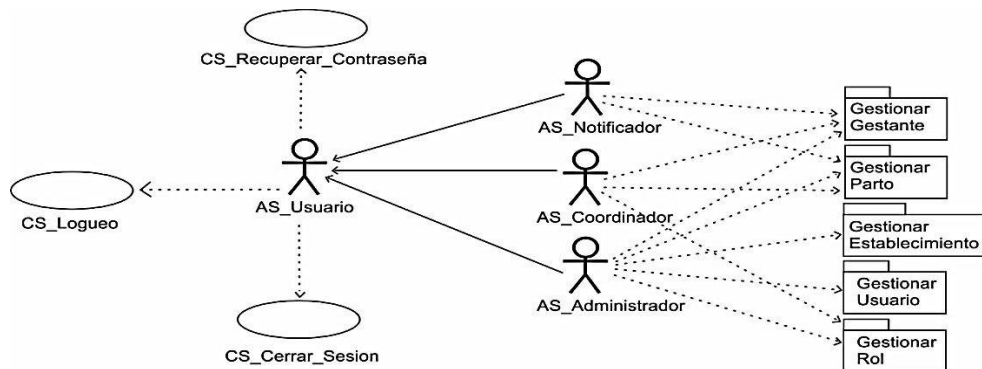 CS_Recuperar_Contraseña
AS_Notificador
Gestionar
Gestante
Gestionar
Parto
CS_Logueo
AS_Usuario
AS_Coordinador
Gestionar
Establecimiento
AS_Administrador
Gestionar
Usuario
CS_Cerrar_Sesion
Gestionar
Rol